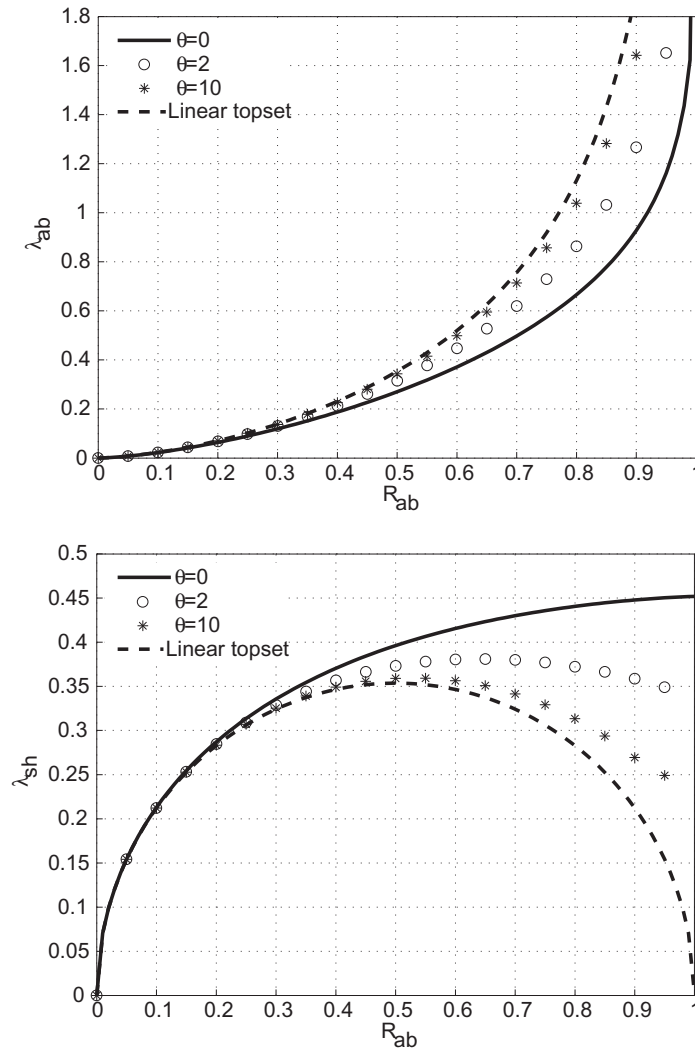 1.8
θ=0
θ=2
θ=10
Linear topset
1.6
1.4
1.2
1
0.8
0.6
0.4
0.2
0
λab
0 0.1 0.2 0.3 0.4 0.5 0.6 0.7 0.8 0.9 1
Rab
0.5
θ=0
θ=2
θ=10
Linear topset
0.45
0.4
0.35
0.3
0.25
0.2
0.15
0.1
0.05
0
λsh
0.1 0.2 0.3 0.4 0.5 0.6 0.7 0.8 0.9 1
Rab